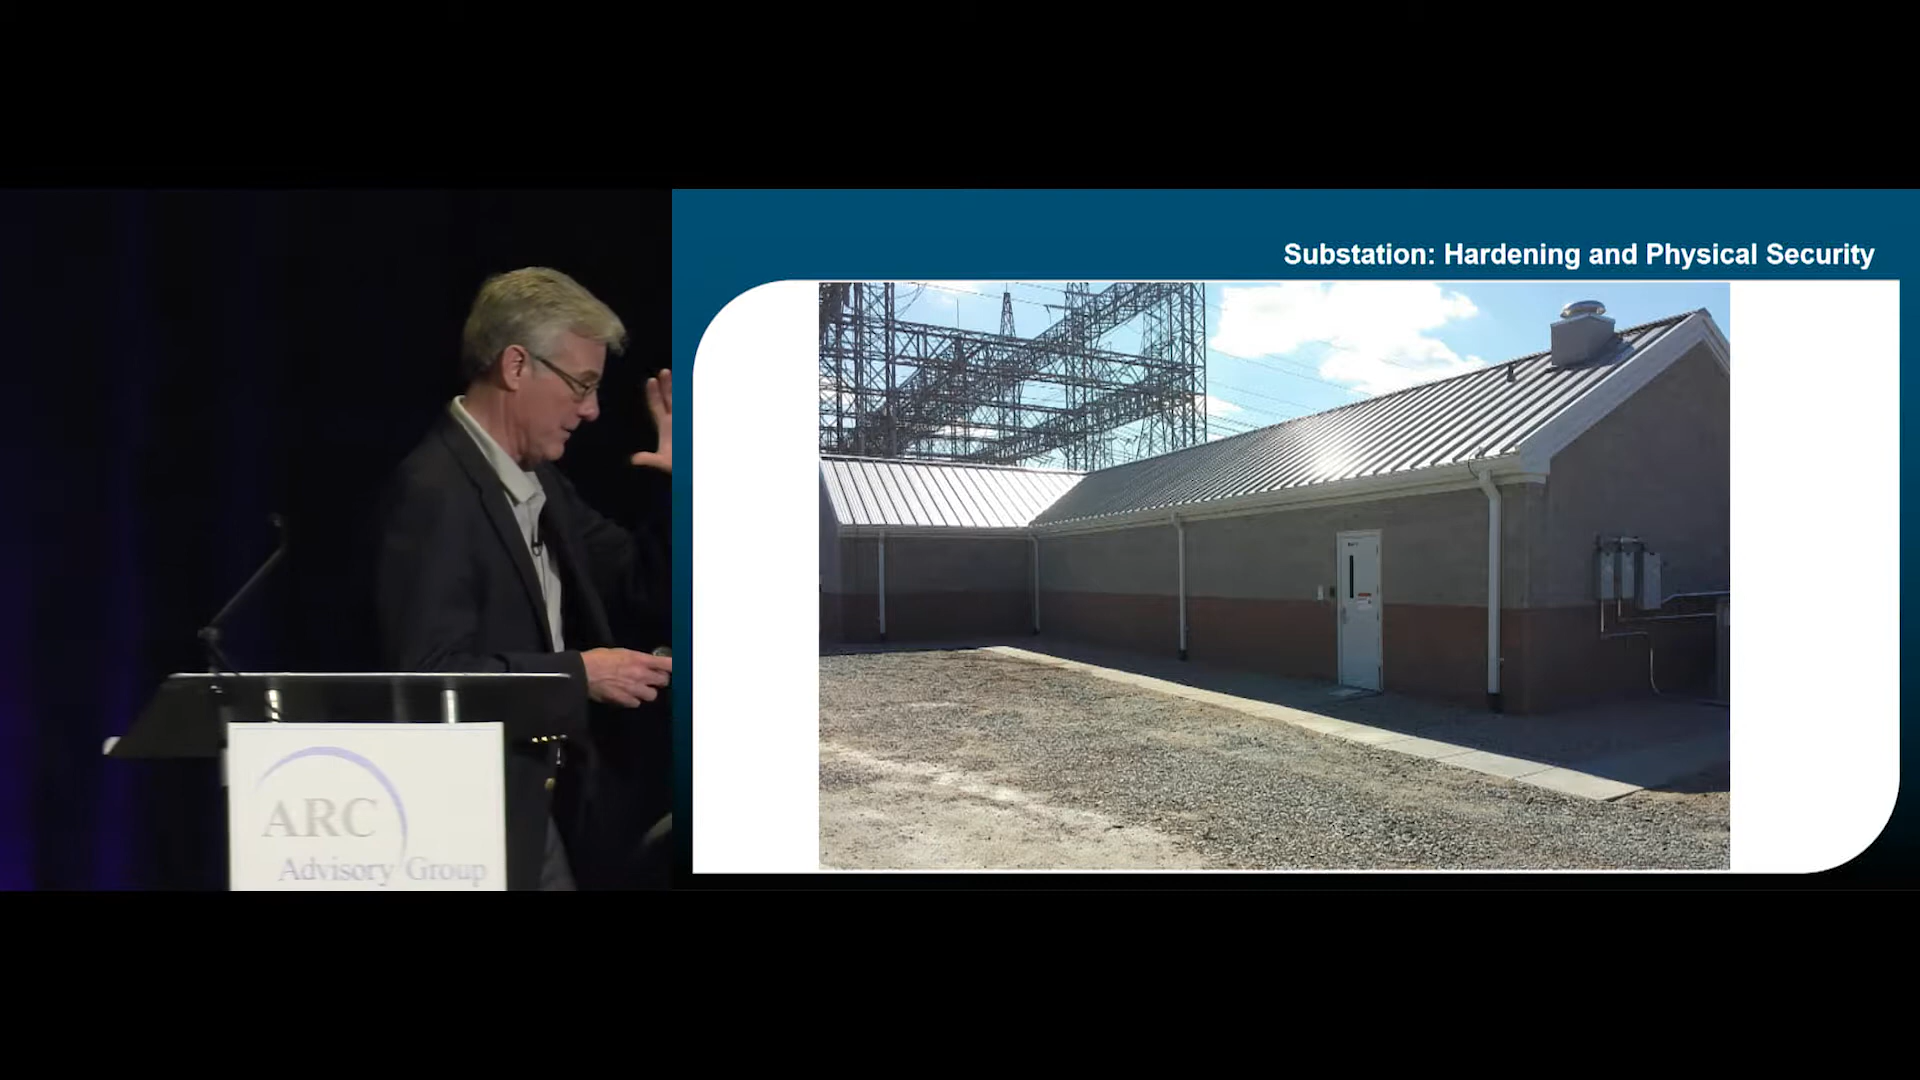 Substation: Hardening and Physical Security
ARC
Advisory Group